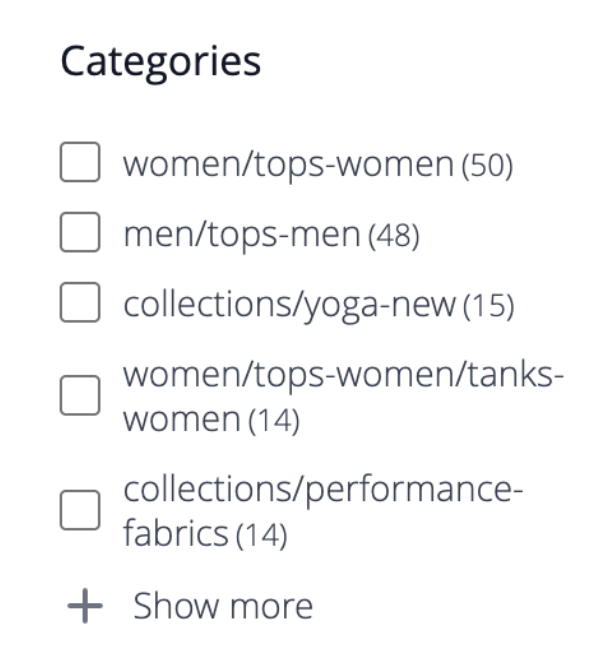 Categories
women/tops-women (50)
men/tops-men (48)
collections/yoga-new (15)
women/tops-women/tanks-
women (14)
collections/performance-
fabrics (14)
Show more